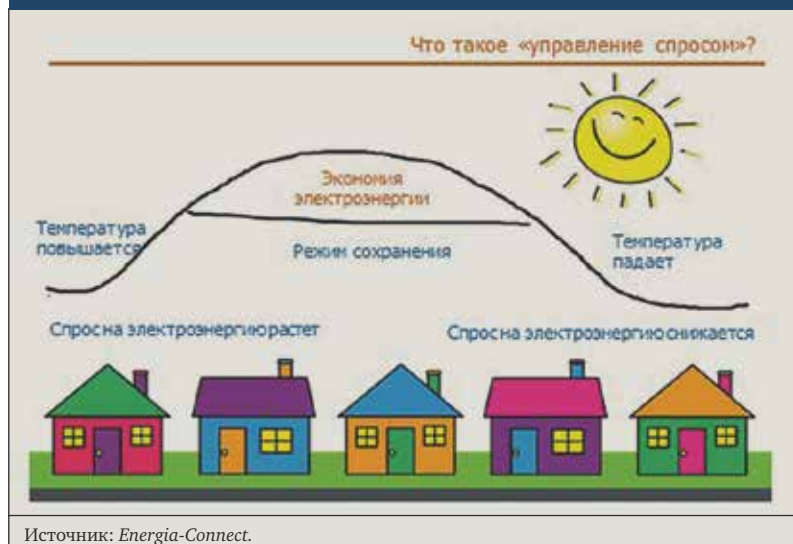 Что такое «управление спросом»?
Экономия
электроэнергии
Температура
повышается
Режим сохранения
Температура
падает
Спрос на электроэнергию растет
Спрос на электроэнергию снижается
Источник: Energia-Connect.